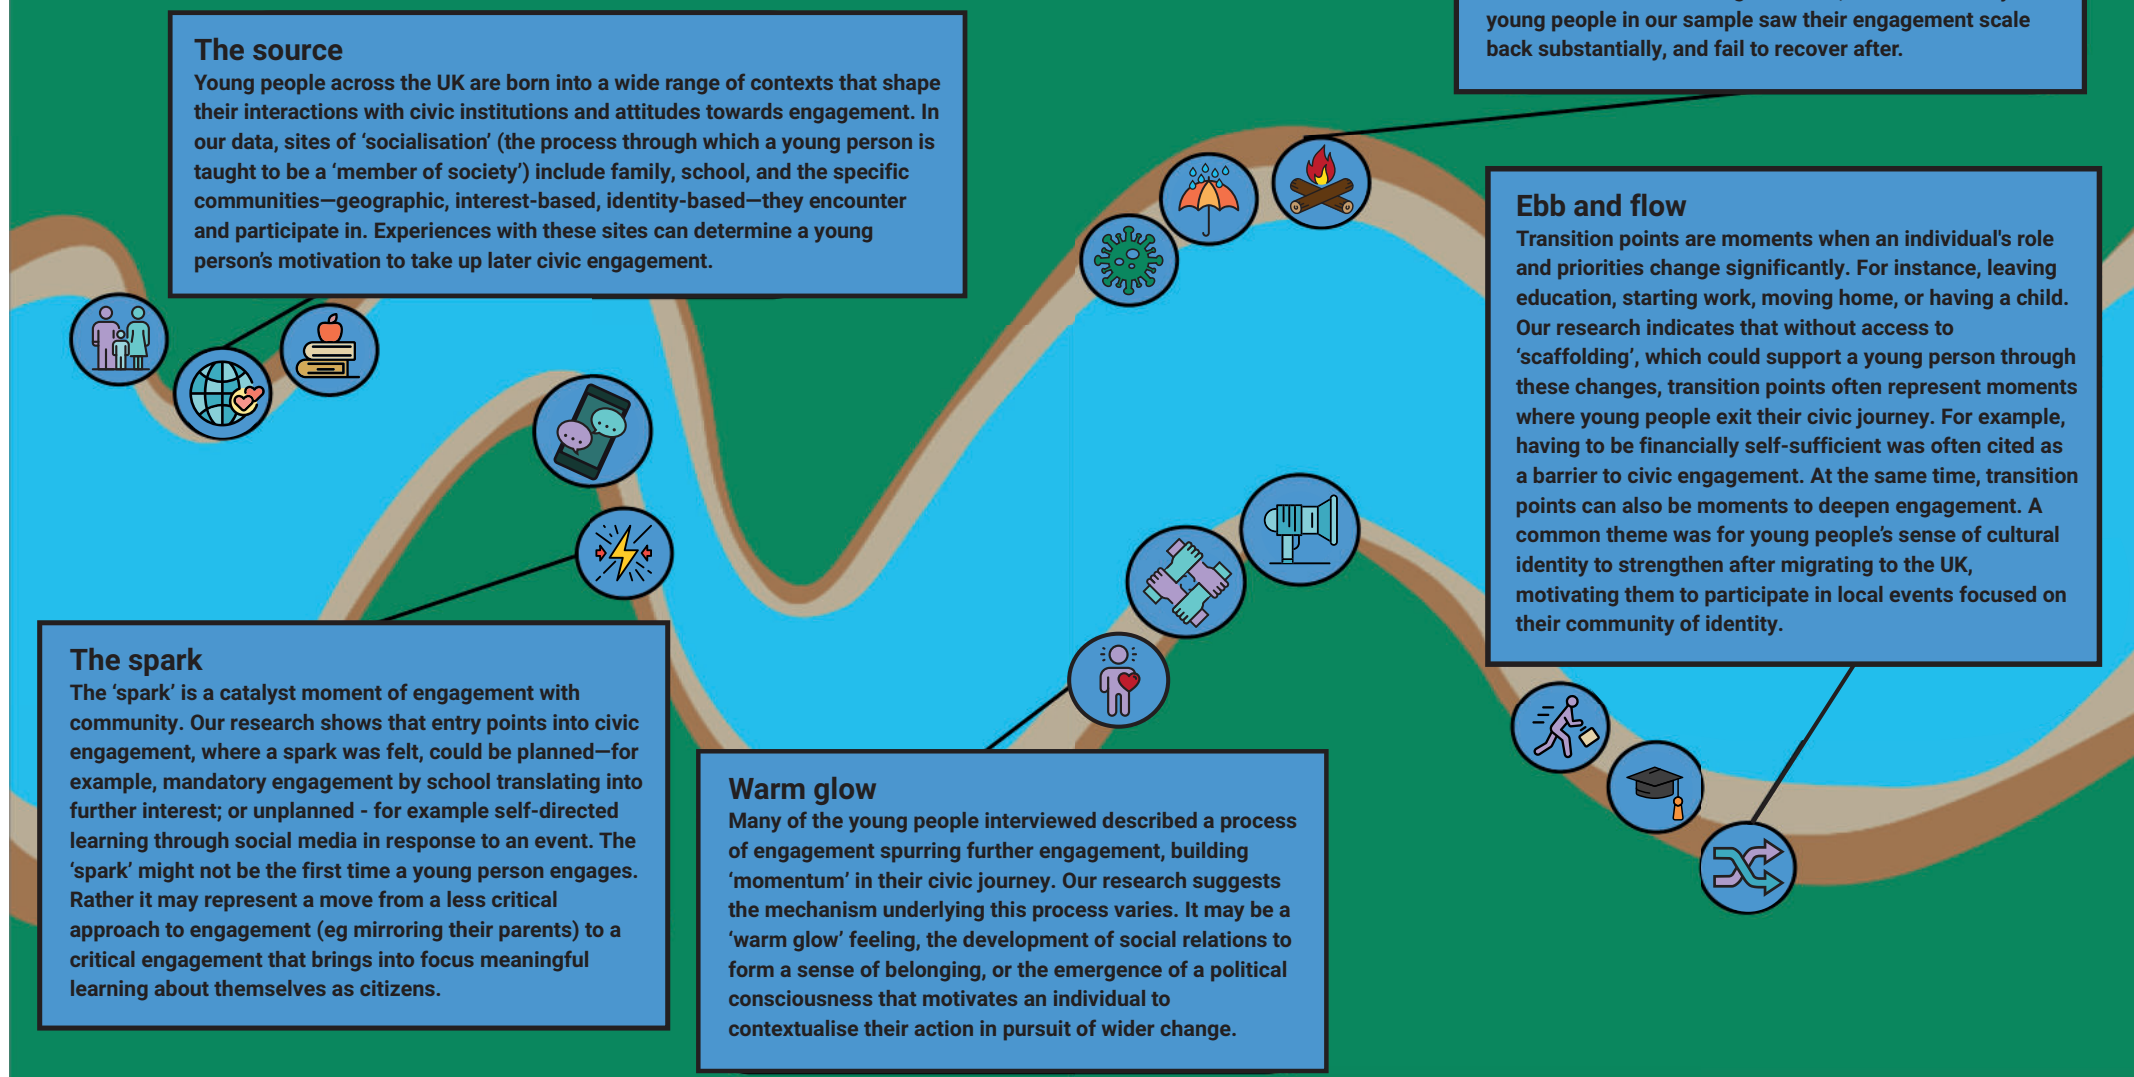 The source
Young people across the UK are born into a wide range of contexts that shape
their interactions with civic institutions and attitudes towards engagement. In
our data, sites of ‘socialisation’ (the process through which a young person is
taught to be a ‘member of society’) include family, school, and the specific
communities—geographic, interest-based, identity-based—they encounter
and participate in. Experiences with these sites can determine a young
person’s motivation to take up later civic engagement.
The spark
The ‘spark’ is a catalyst moment of engagement with
community. Our research shows that entry points into civic
engagement, where a spark was felt, could be planned—for
example, mandatory engagement by school translating into
further interest; or unplanned - for example self-directed
learning through social media in response to an event. The
‘spark’ might not be the first time a young person engages.
Rather it may represent a move from a less critical
approach to engagement (eg mirroring their parents) to a
critical engagement that brings into focus meaningful
learning about themselves as citizens.
Warm glow
Many of the young people interviewed described a process
of engagement spurring further engagement, building
‘momentum’ in their civic journey. Our research suggests
the mechanism underlying this process varies. It may be a
‘warm glow’ feeling, the development of social relations to
form a sense of belonging, or the emergence of a political
consciousness that motivates an individual to
contextualise their action in pursuit of wider change.
young people in our sample saw their engagement scale
back substantially, and fail to recover after.
Ebb and flow
Transition points are moments when an individual's role
and priorities change significantly. For instance, leaving
education, starting work, moving home, or having a child.
Our research indicates that without access to
‘scaffolding’, which could support a young person through
these changes, transition points often represent moments
where young people exit their civic journey. For example,
having to be financially self-sufficient was often cited as
a barrier to civic engagement. At the same time, transition
points can also be moments to deepen engagement. A
common theme was for young people’s sense of cultural
identity to strengthen after migrating to the UK,
motivating them to participate in local events focused on
their community of identity.